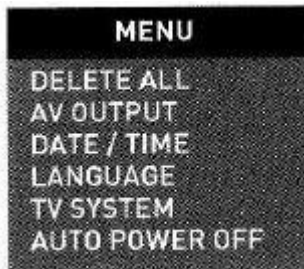 MENU
DELETE ALL
AV OUTPUT
DATE / TIME
LANGUAGE
TV SYSTEM
AUTO POWER OFF